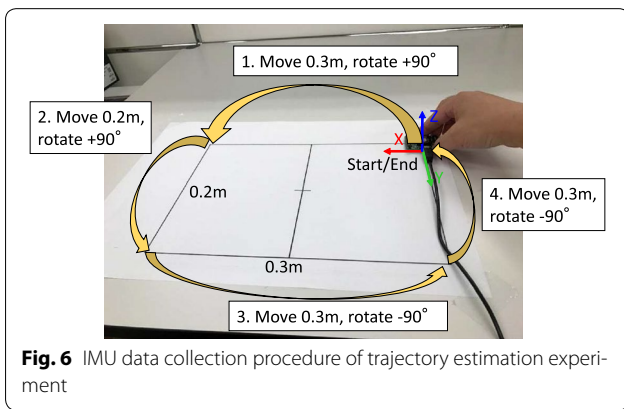 1. Move 0.3m, rotate +90°
2. Move 0.2m,
rotate +90°
Z
X
Start/End
Y
0.2m
4. Move 0.3m,
rotate -90°
0.3m
3. Move 0.3m, rotate -90°
Fig. 6 IMU data collection procedure of trajectory estimation experi-
ment